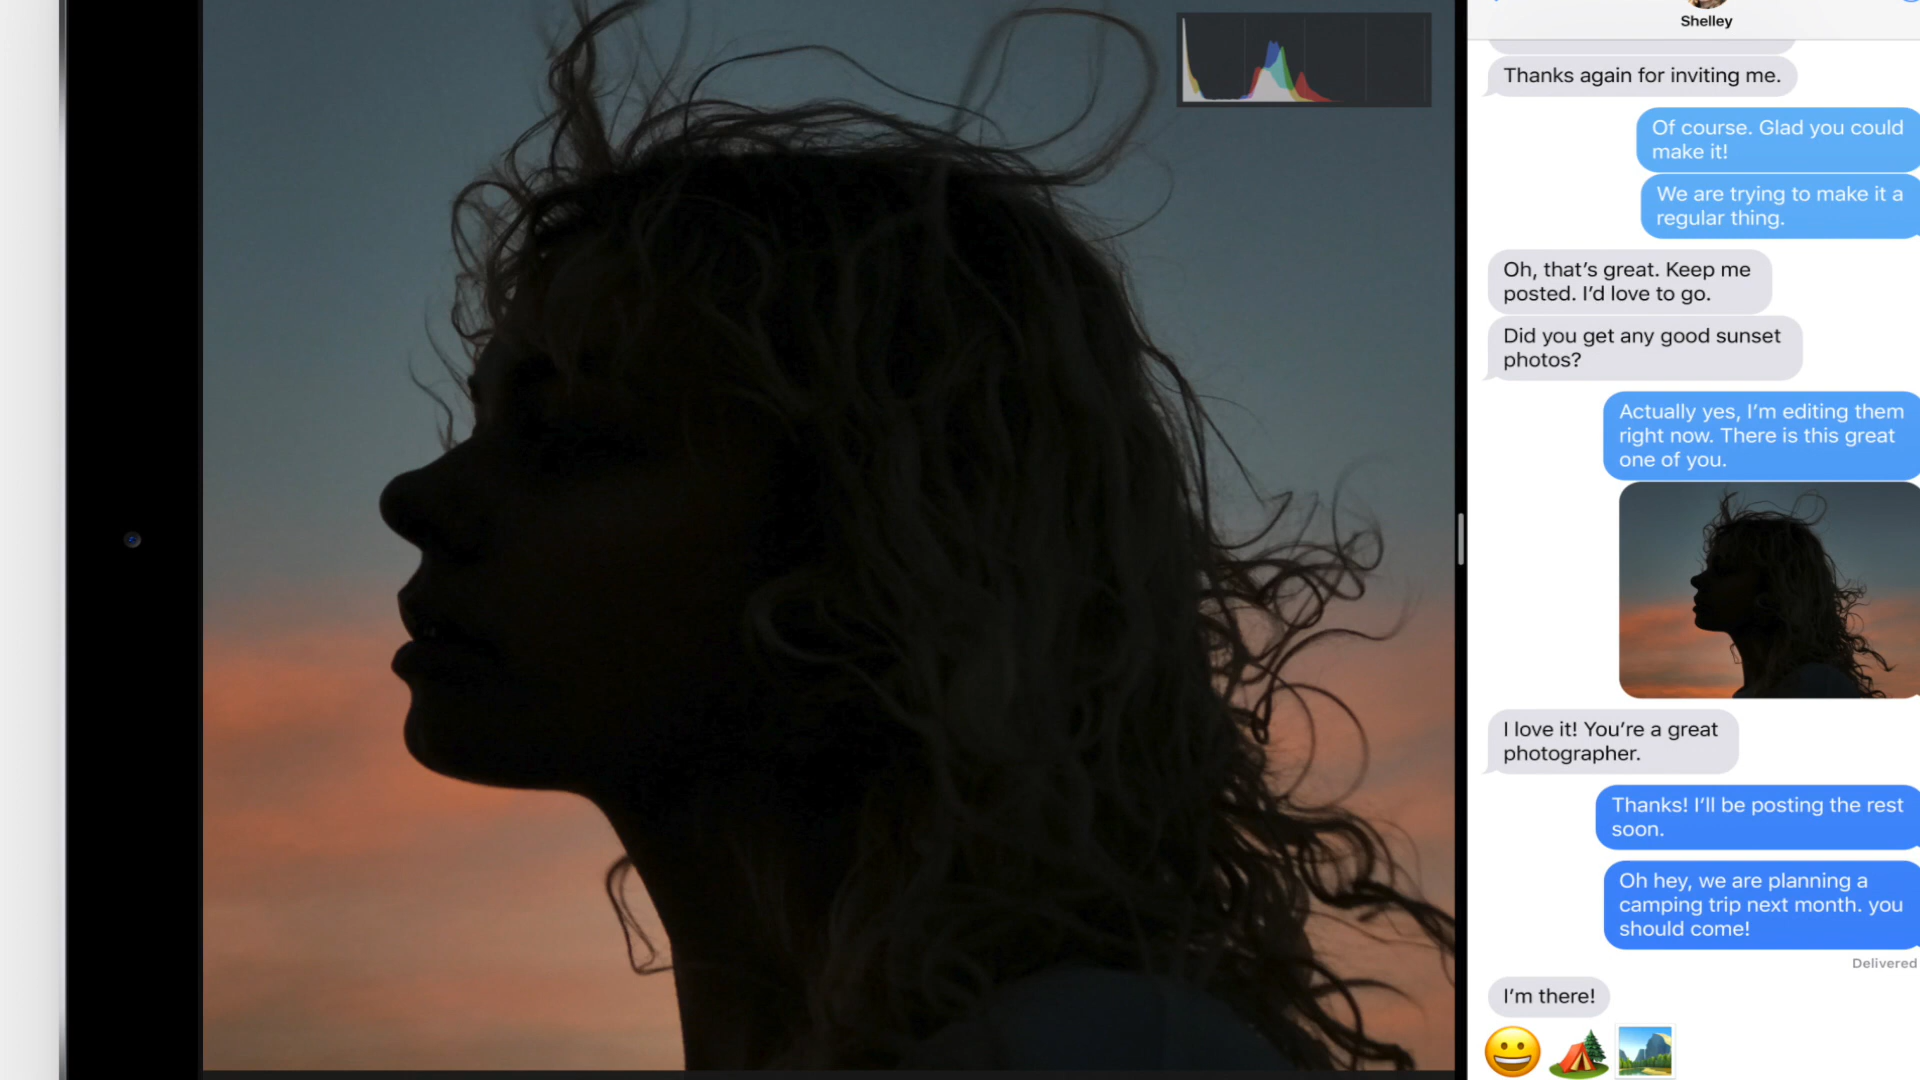 Shelley
Thanks again for inviting me.
Of course. Glad you could
make it!
We are trying to make it a
regular thing.
Oh, that’s great. Keep me
posted. I’d love to go.
Did you get any good sunset
photos?
Actually yes, I’m editing them
right now. There is this great
one of you.
I love it! You’re a great
photographer.
Thanks! I’ll be posting the rest
soon.
Oh hey, we are planning a
camping trip next month. you
should come!
Delivered
I’m there!